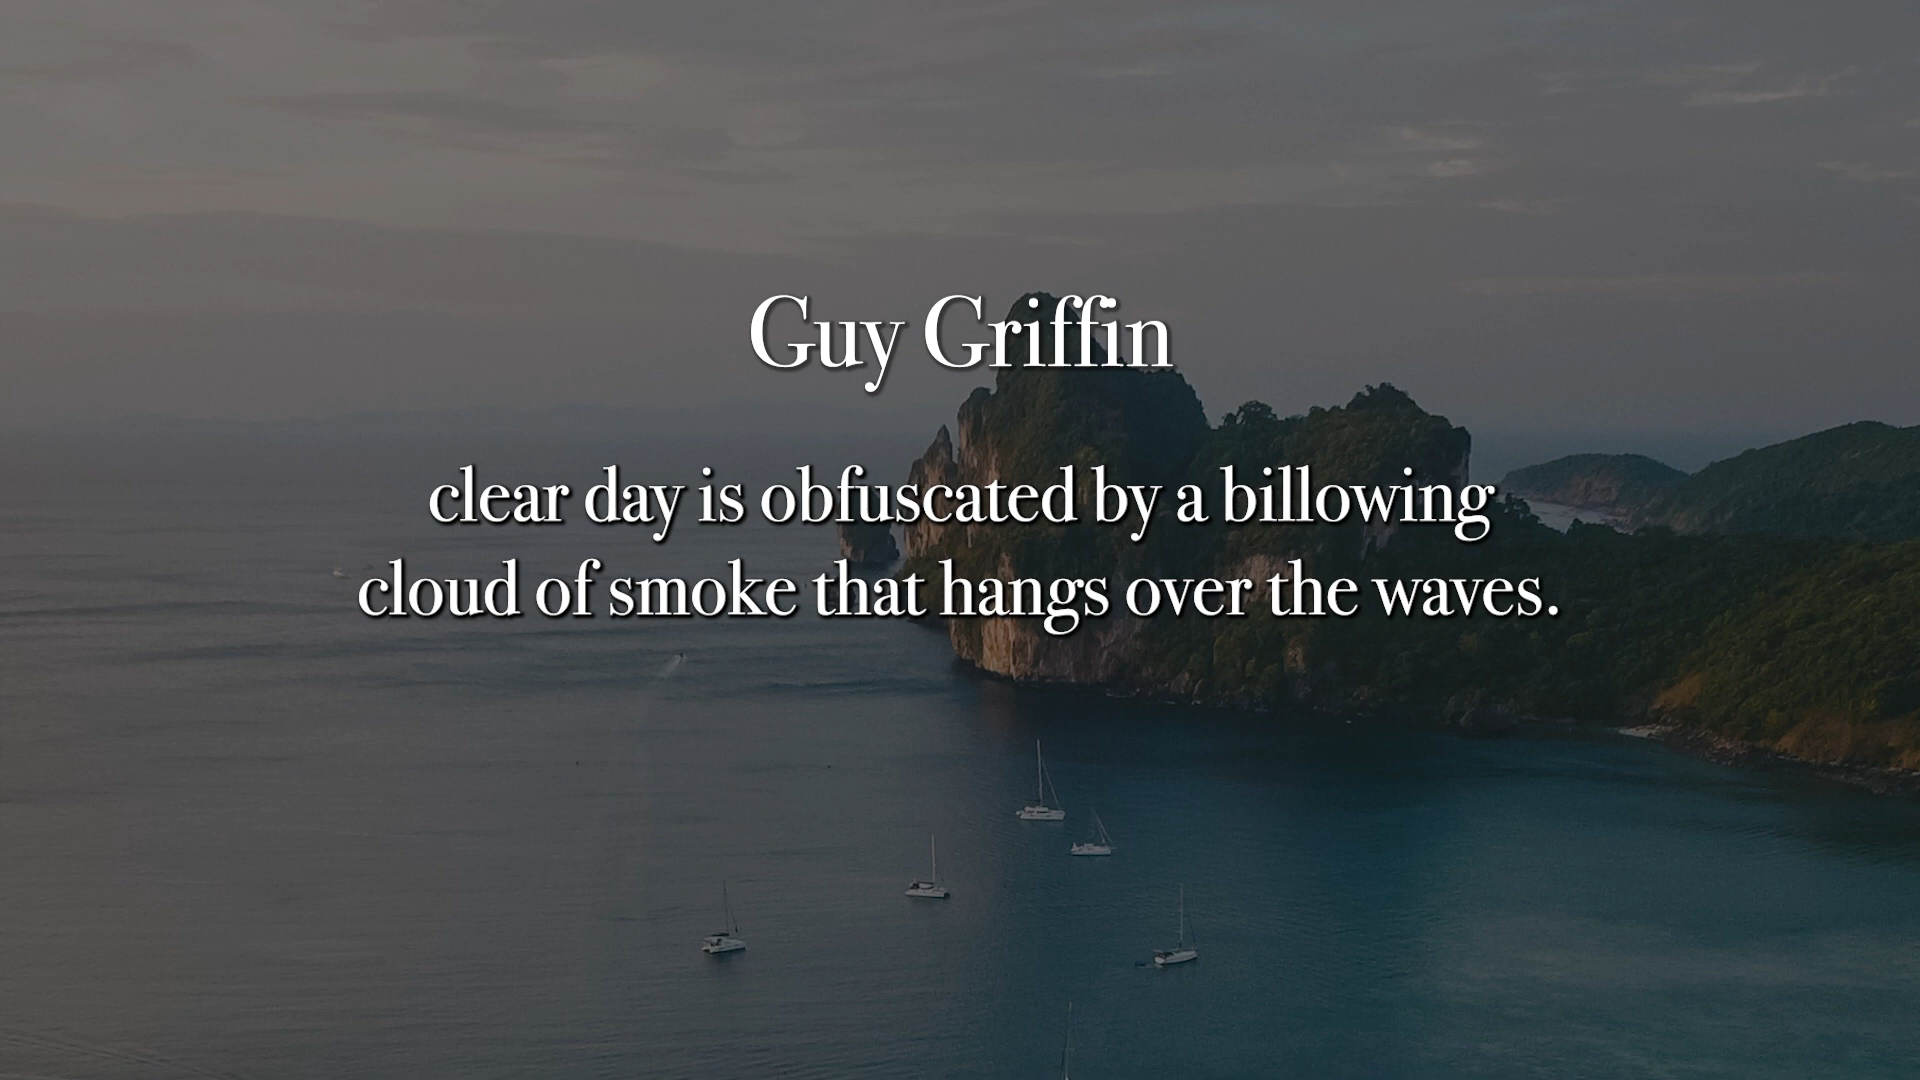 Guy Griffin
clear day is obfuscated by a billowing
cloud of smoke that hangs over the waves.